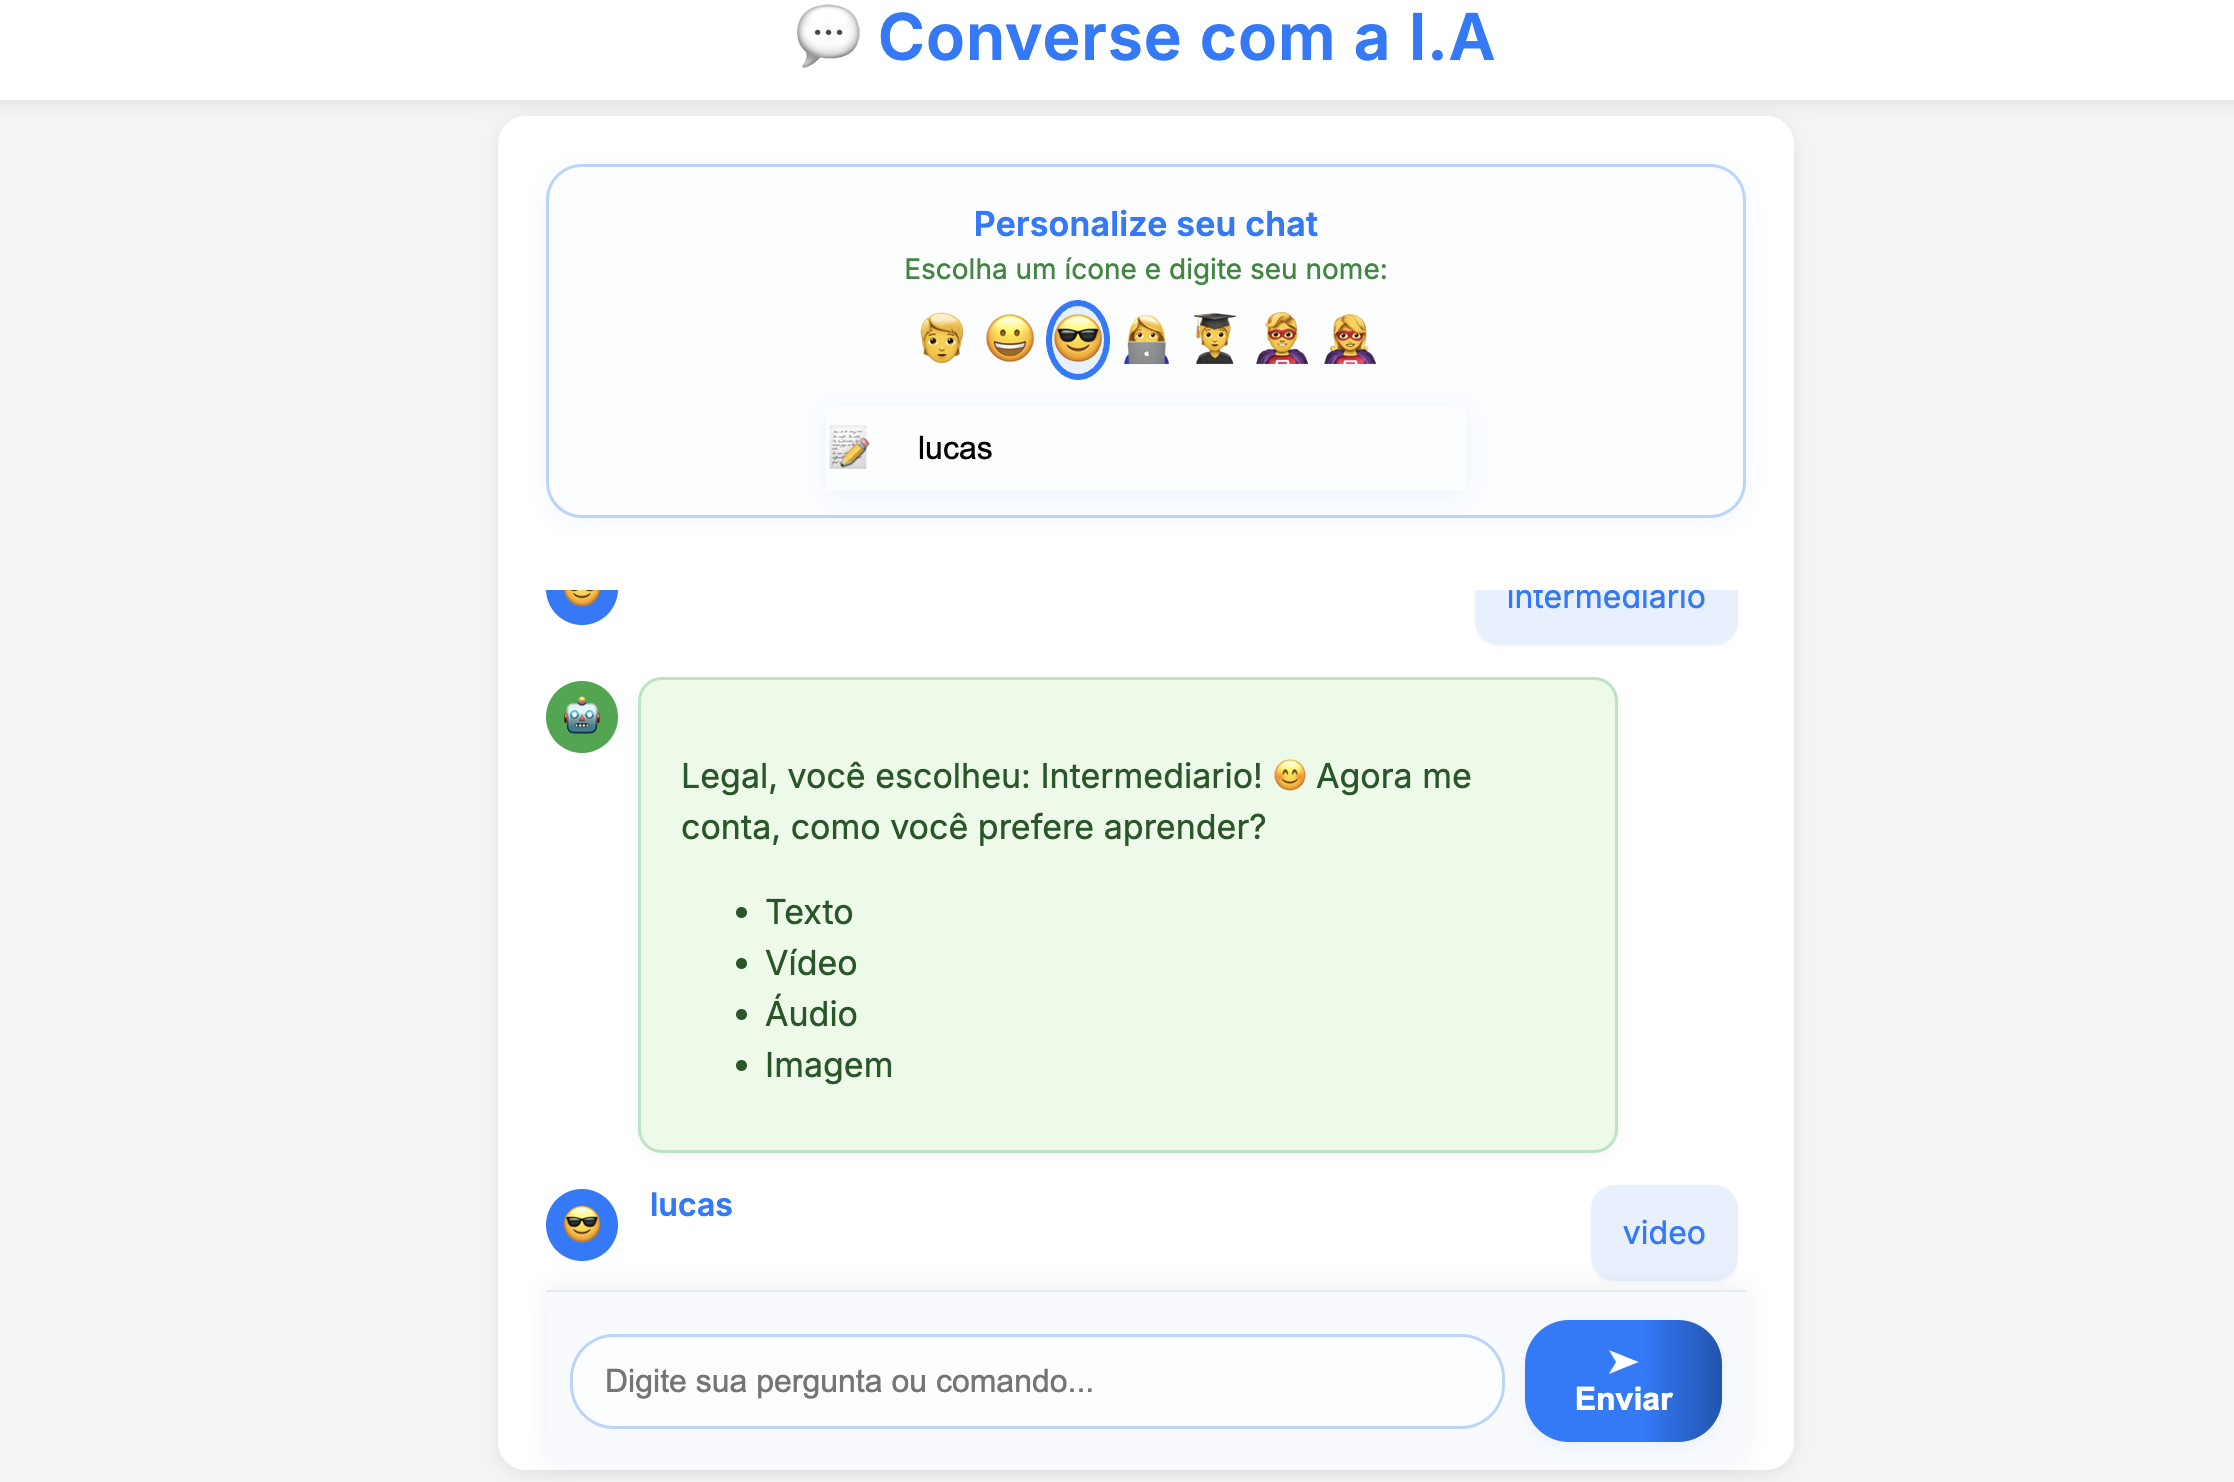 Converse com a I.A
Personalize seu chat
Escolha um ícone e digite seu nome:
lucas
intermediario
Legal, você escolheu: Intermediario! 😊 Agora me
conta, como você prefere aprender?
• Texto
• Vídeo
• Áudio
• Imagem
lucas
video
Digite sua pergunta ou comando...
➤
Enviar